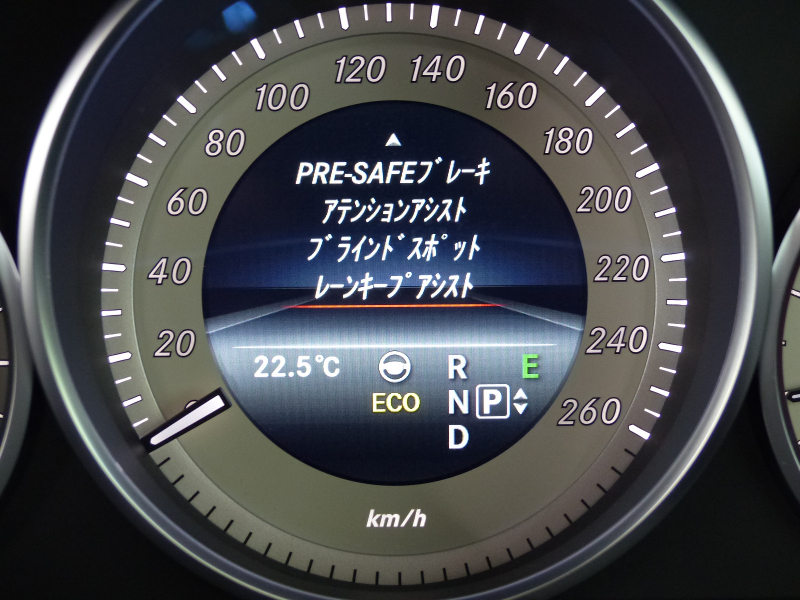 120 140
100 160
80 180
60 200
40 220
20 240
260
PRE-SAFEブレーキ
アテンションアシスト
ブラインドスポット
レーンキープアシスト
22.5℃ R E
ECO N P
D
km/h